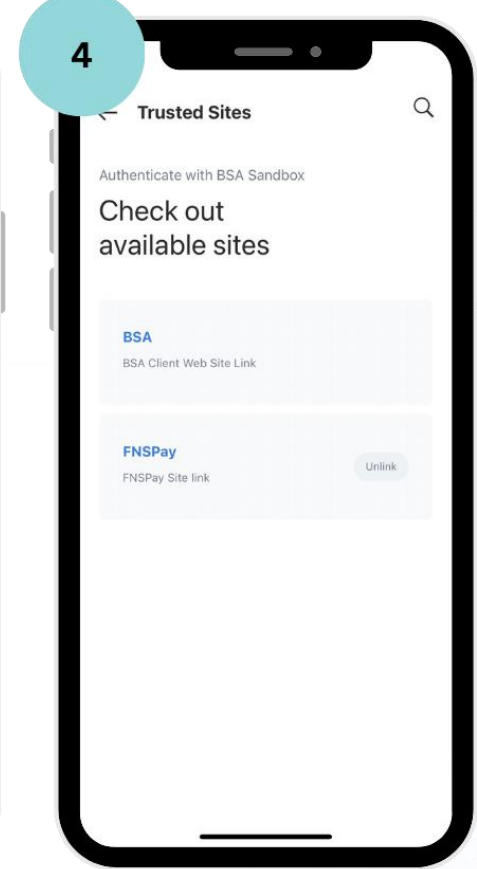 4
Trusted Sites
Authenticate with BSA Sandbox
Check out
available sites
BSA
BSA Client Web Site Link
FNSPay
Unlink
FNSPay Site link